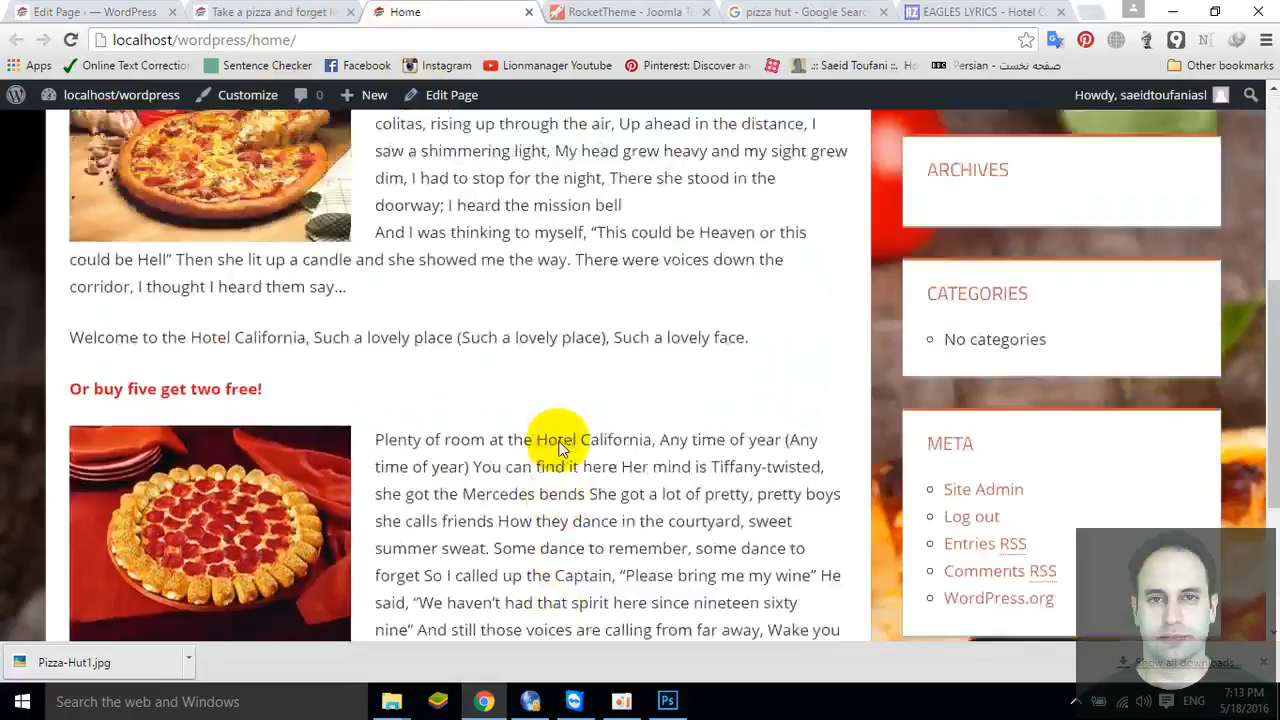 Edit Page ‹ — WordPress
Take a pizza and forget li
Home
RocketTheme - Joomla Te
pizza hut - Google Search
EAGLES LYRICS - Hotel C
localhost/wordpress/home/
Apps
Online Text Correctio
Sentence Checker
Facebook
Instagram
Lionmanager Youtube
Pinterest: Discover an
.:: Saeid Toufani ::. Ho
Persian - صفحه نخست
Other bookmarks
localhost/wordpress
Customize
0
New
Edit Page
Howdy, saeidtoufaniasl
colitas, rising up through the air, Up ahead in the distance, I
saw a shimmering light, My head grew heavy and my sight grew
dim, I had to stop for the night, There she stood in the
doorway; I heard the mission bell
And I was thinking to myself, “This could be Heaven or this
could be Hell” Then she lit up a candle and she showed me the way. There were voices down the
corridor, I thought I heard them say…
Welcome to the Hotel California, Such a lovely place (Such a lovely place), Such a lovely face.
Or buy five get two free!
Plenty of room at the Hotel California, Any time of year (Any
time of year) You can find it here Her mind is Tiffany-twisted,
she got the Mercedes bends She got a lot of pretty, pretty boys
she calls friends How they dance in the courtyard, sweet
summer sweat. Some dance to remember, some dance to
forget So I called up the Captain, “Please bring me my wine” He
said, “We haven’t had that spirit here since nineteen sixty
nine” And still those voices are calling from far away, Wake you
ARCHIVES
CATEGORIES
No categories
META
Site Admin
Log out
Entries RSS
Comments RSS
WordPress.org
Pizza-Hut1.jpg
Show all downloads...
Search the web and Windows
Ps
ENG
7:13 PM
5/18/2016